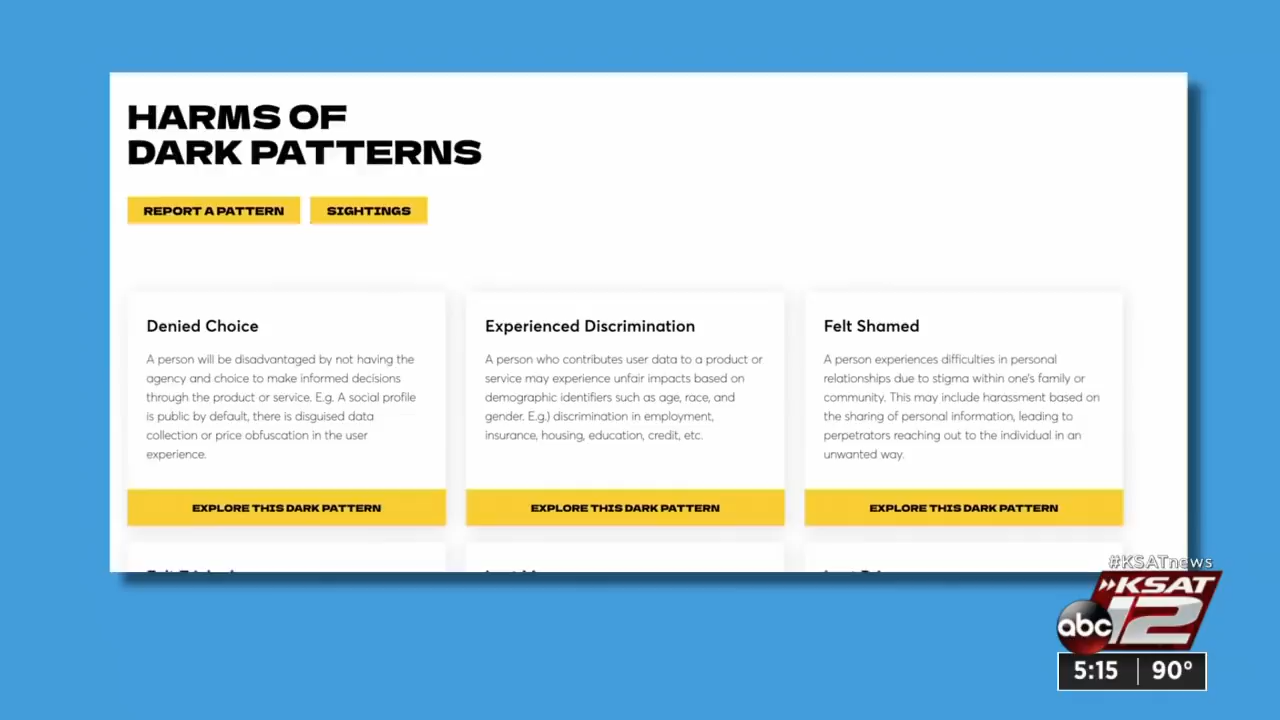 HARMS OF
DARK PATTERNS
REPORT A PATTERN
SIGHTINGS
Denied Choice
A person will be disadvantaged by not having the
agency and choice to make informed decisions
through the product or service. E.g. A social profile
is public by default, there is disguised data
collection or price obfuscation in the user
experience.
EXPLORE THIS DARK PATTERN
Experienced Discrimination
A person who contributes user data to a product or
service may experience unfair impacts based on
demographic identifiers such as age, race, and
gender. E.g.) discrimination in employment,
insurance, housing, education, credit, etc.
EXPLORE THIS DARK PATTERN
Felt Shamed
A person experiences difficulties in personal
relationships due to stigma within one's family or
community. This may include harassment based on
the sharing of personal information, leading to
perpetrators reaching out to the individual in an
unwanted way.
EXPLORE THIS DARK PATTERN
#KSATnews
KSAT
abc 12
5:15 90°